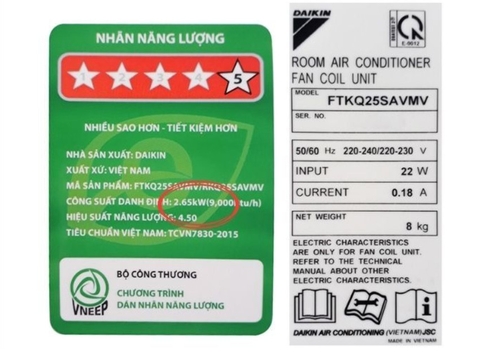 NHÃN NĂNG LƯỢNG
1 2 3 4 5
NHIỀU SAO HƠN - TIẾT KIỆM HƠN
NHÀ SẢN XUẤT: DAIKIN
XUẤT XỨ: VIỆT NAM
MÃ SẢN PHẨM: FTKQ25SAVMV/RKQ25SAVMV
CÔNG SUẤT DANH ĐỊNH: 2.65kW(9,000Btu/h)
HIỆU SUẤT NĂNG LƯỢNG: 4.50
TIÊU CHUẨN VIỆT NAM: TCVN7830-2015
VNEEP
BỘ CÔNG THƯƠNG
CHƯƠNG TRÌNH
DÁN NHÃN NĂNG LƯỢNG
DAIKIN
ROOM AIR CONDITIONER
FAN COIL UNIT
MODEL
FTKQ25SAVMV
SER. NO.
50/60 Hz 220-240/220-230 V
INPUT 22 W
CURRENT 0.18 A
NET WEIGHT
8 kg
ELECTRIC CHARACTERISTICS
ARE ONLY FOR FAN COIL UNIT.
REFER TO THE TECHNICAL
MANUAL ABOUT OTHER
ELECTRIC CHARACTERISTICS.
DAIKIN AIR CONDITIONING (VIETNAM) JSC
MADE IN VIETNAM